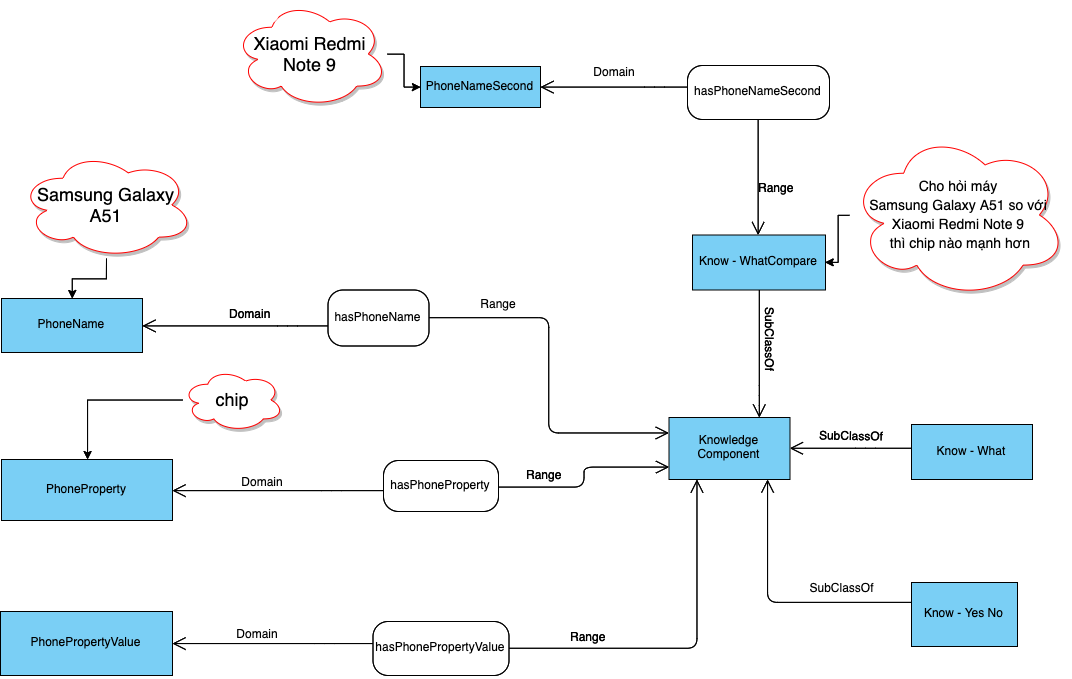 Xiaomi Redmi
Note 9
PhoneNameSecond
Domain
hasPhoneNameSecond
Range
Cho hỏi máy
Samsung Galaxy A51 so với
Xiaomi Redmi Note 9
thì chip nào mạnh hơn
Know - WhatCompare
Samsung Galaxy
A51
PhoneName
Domain
hasPhoneName
Range
SubClassOf
chip
PhoneProperty
Domain
hasPhoneProperty
Range
Knowledge
Component
SubClassOf
Know - What
PhonePropertyValue
Domain
hasPhonePropertyValue
Range
SubClassOf
Know - Yes No